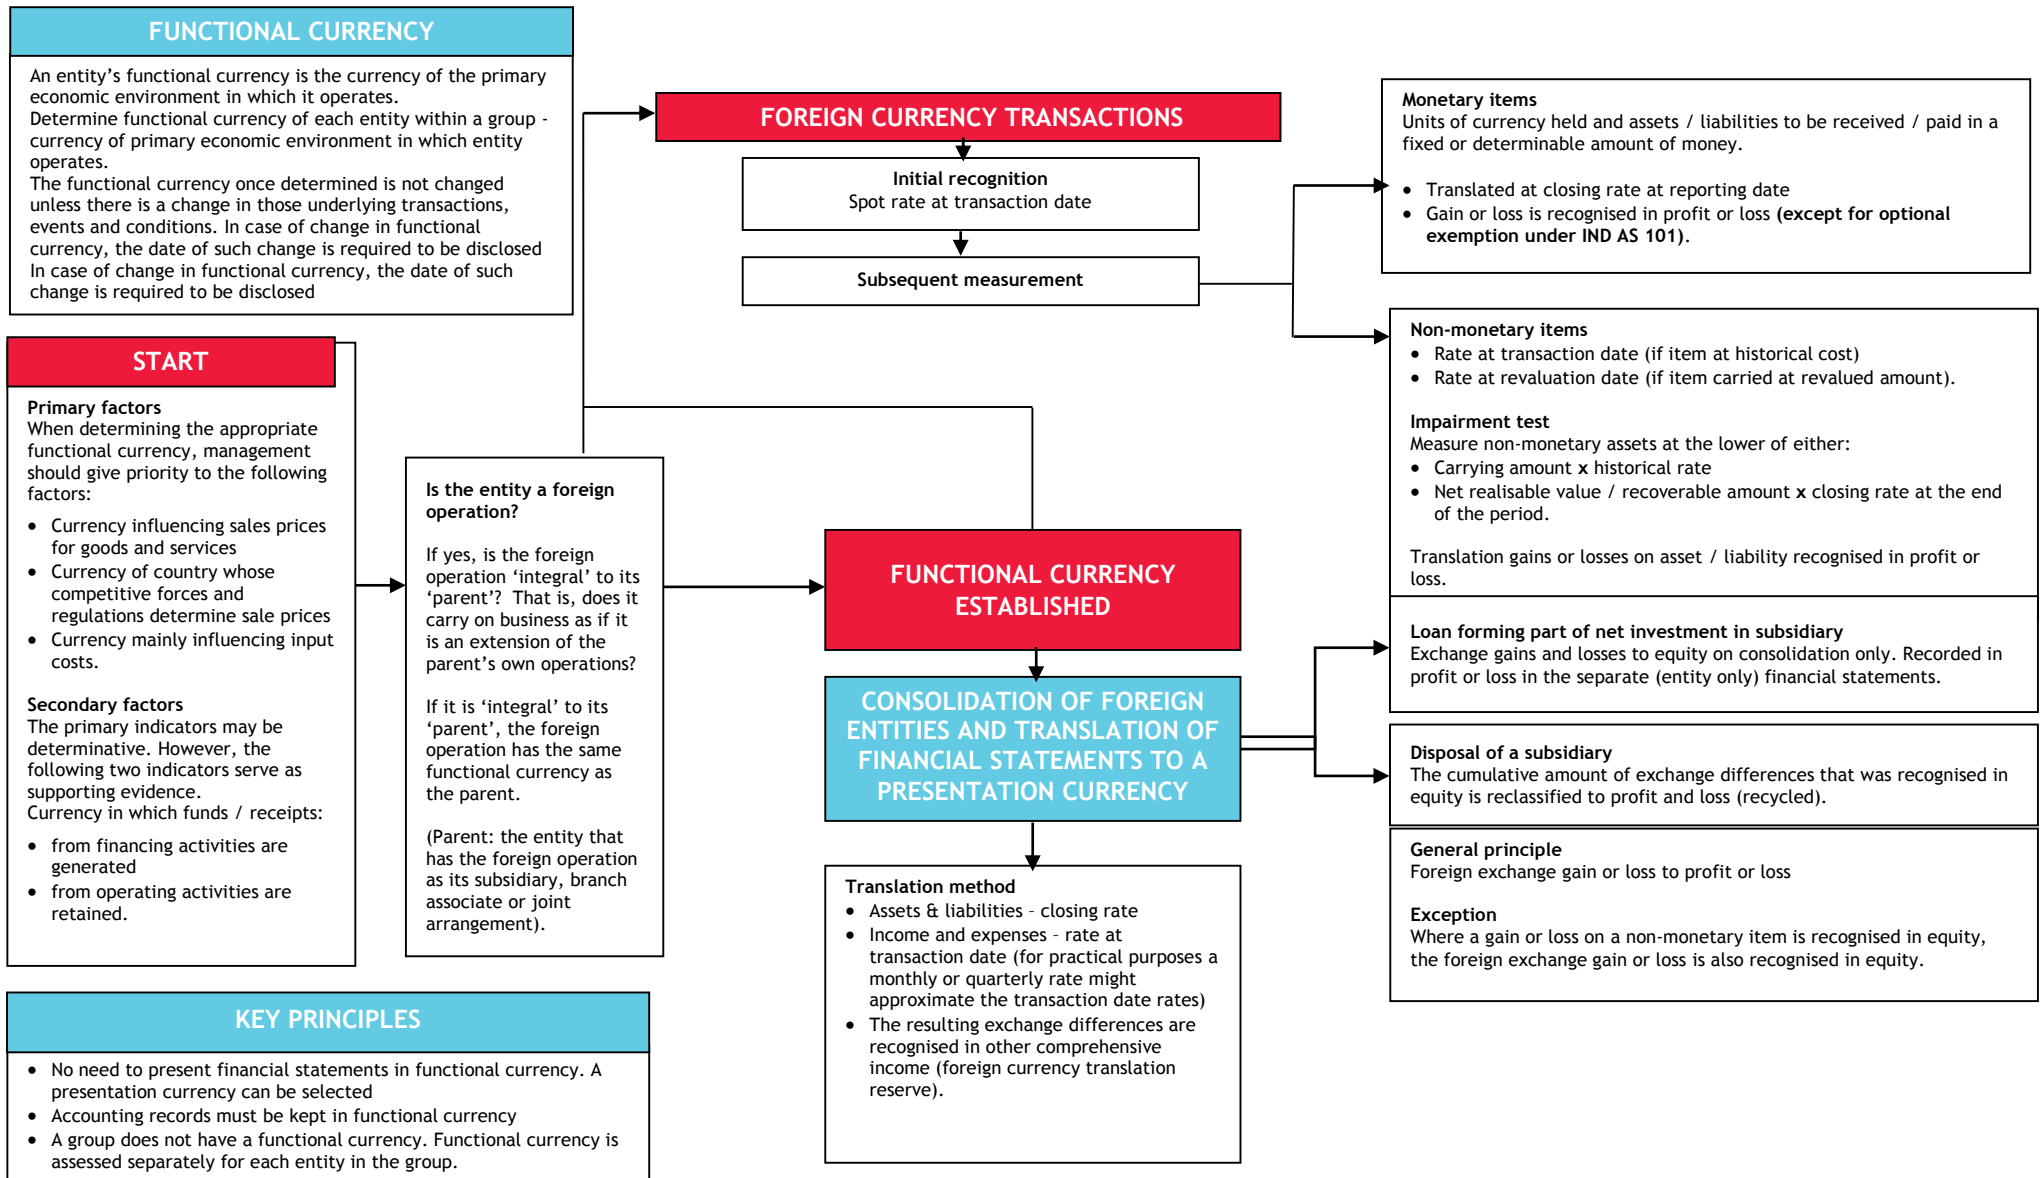 FUNCTIONAL CURRENCY
An entity’s functional currency is the currency of the primary
economic environment in which it operates.
Determine functional currency of each entity within a group -
currency of primary economic environment in which entity
operates.
The functional currency once determined is not changed
unless there is a change in those underlying transactions,
events and conditions. In case of change in functional
currency, the date of such change is required to be disclosed
In case of change in functional currency, the date of such
change is required to be disclosed
START
Primary factors
When determining the appropriate
functional currency, management
should give priority to the following
factors:
• Currency influencing sales prices
for goods and services
• Currency of country whose
competitive forces and
regulations determine sale prices
• Currency mainly influencing input
costs.
Secondary factors
The primary indicators may be
determinative. However, the
following two indicators serve as
supporting evidence.
Currency in which funds / receipts:
• from financing activities are
generated
• from operating activities are
retained.
Is the entity a foreign
operation?
If yes, is the foreign
operation ‘integral’ to its
‘parent’? That is, does it
carry on business as if it
is an extension of the
parent’s own operations?
If it is ‘integral’ to its
‘parent’, the foreign
operation has the same
functional currency as
the parent.
(Parent: the entity that
has the foreign operation
as its subsidiary, branch
associate or joint
arrangement).
FOREIGN CURRENCY TRANSACTIONS
Initial recognition
Spot rate at transaction date
Subsequent measurement
Monetary items
Units of currency held and assets / liabilities to be received / paid in a
fixed or determinable amount of money.
• Translated at closing rate at reporting date
• Gain or loss is recognised in profit or loss (except for optional
exemption under IND AS 101).
Non-monetary items
• Rate at transaction date (if item at historical cost)
• Rate at revaluation date (if item carried at revalued amount).
Impairment test
Measure non-monetary assets at the lower of either:
• Carrying amount x historical rate
• Net realisable value / recoverable amount x closing rate at the end
of the period.
Translation gains or losses on asset / liability recognised in profit or
loss.
FUNCTIONAL CURRENCY
ESTABLISHED
CONSOLIDATION OF FOREIGN
ENTITIES AND TRANSLATION OF
FINANCIAL STATEMENTS TO A
PRESENTATION CURRENCY
Loan forming part of net investment in subsidiary
Exchange gains and losses to equity on consolidation only. Recorded in
profit or loss in the separate (entity only) financial statements.
Disposal of a subsidiary
The cumulative amount of exchange differences that was recognised in
equity is reclassified to profit and loss (recycled).
General principle
Foreign exchange gain or loss to profit or loss
Exception
Where a gain or loss on a non-monetary item is recognised in equity,
the foreign exchange gain or loss is also recognised in equity.
Translation method
• Assets & liabilities – closing rate
• Income and expenses – rate at
transaction date (for practical purposes a
monthly or quarterly rate might
approximate the transaction date rates)
• The resulting exchange differences are
recognised in other comprehensive
income (foreign currency translation
reserve).
KEY PRINCIPLES
• No need to present financial statements in functional currency. A
presentation currency can be selected
• Accounting records must be kept in functional currency
• A group does not have a functional currency. Functional currency is
assessed separately for each entity in the group.